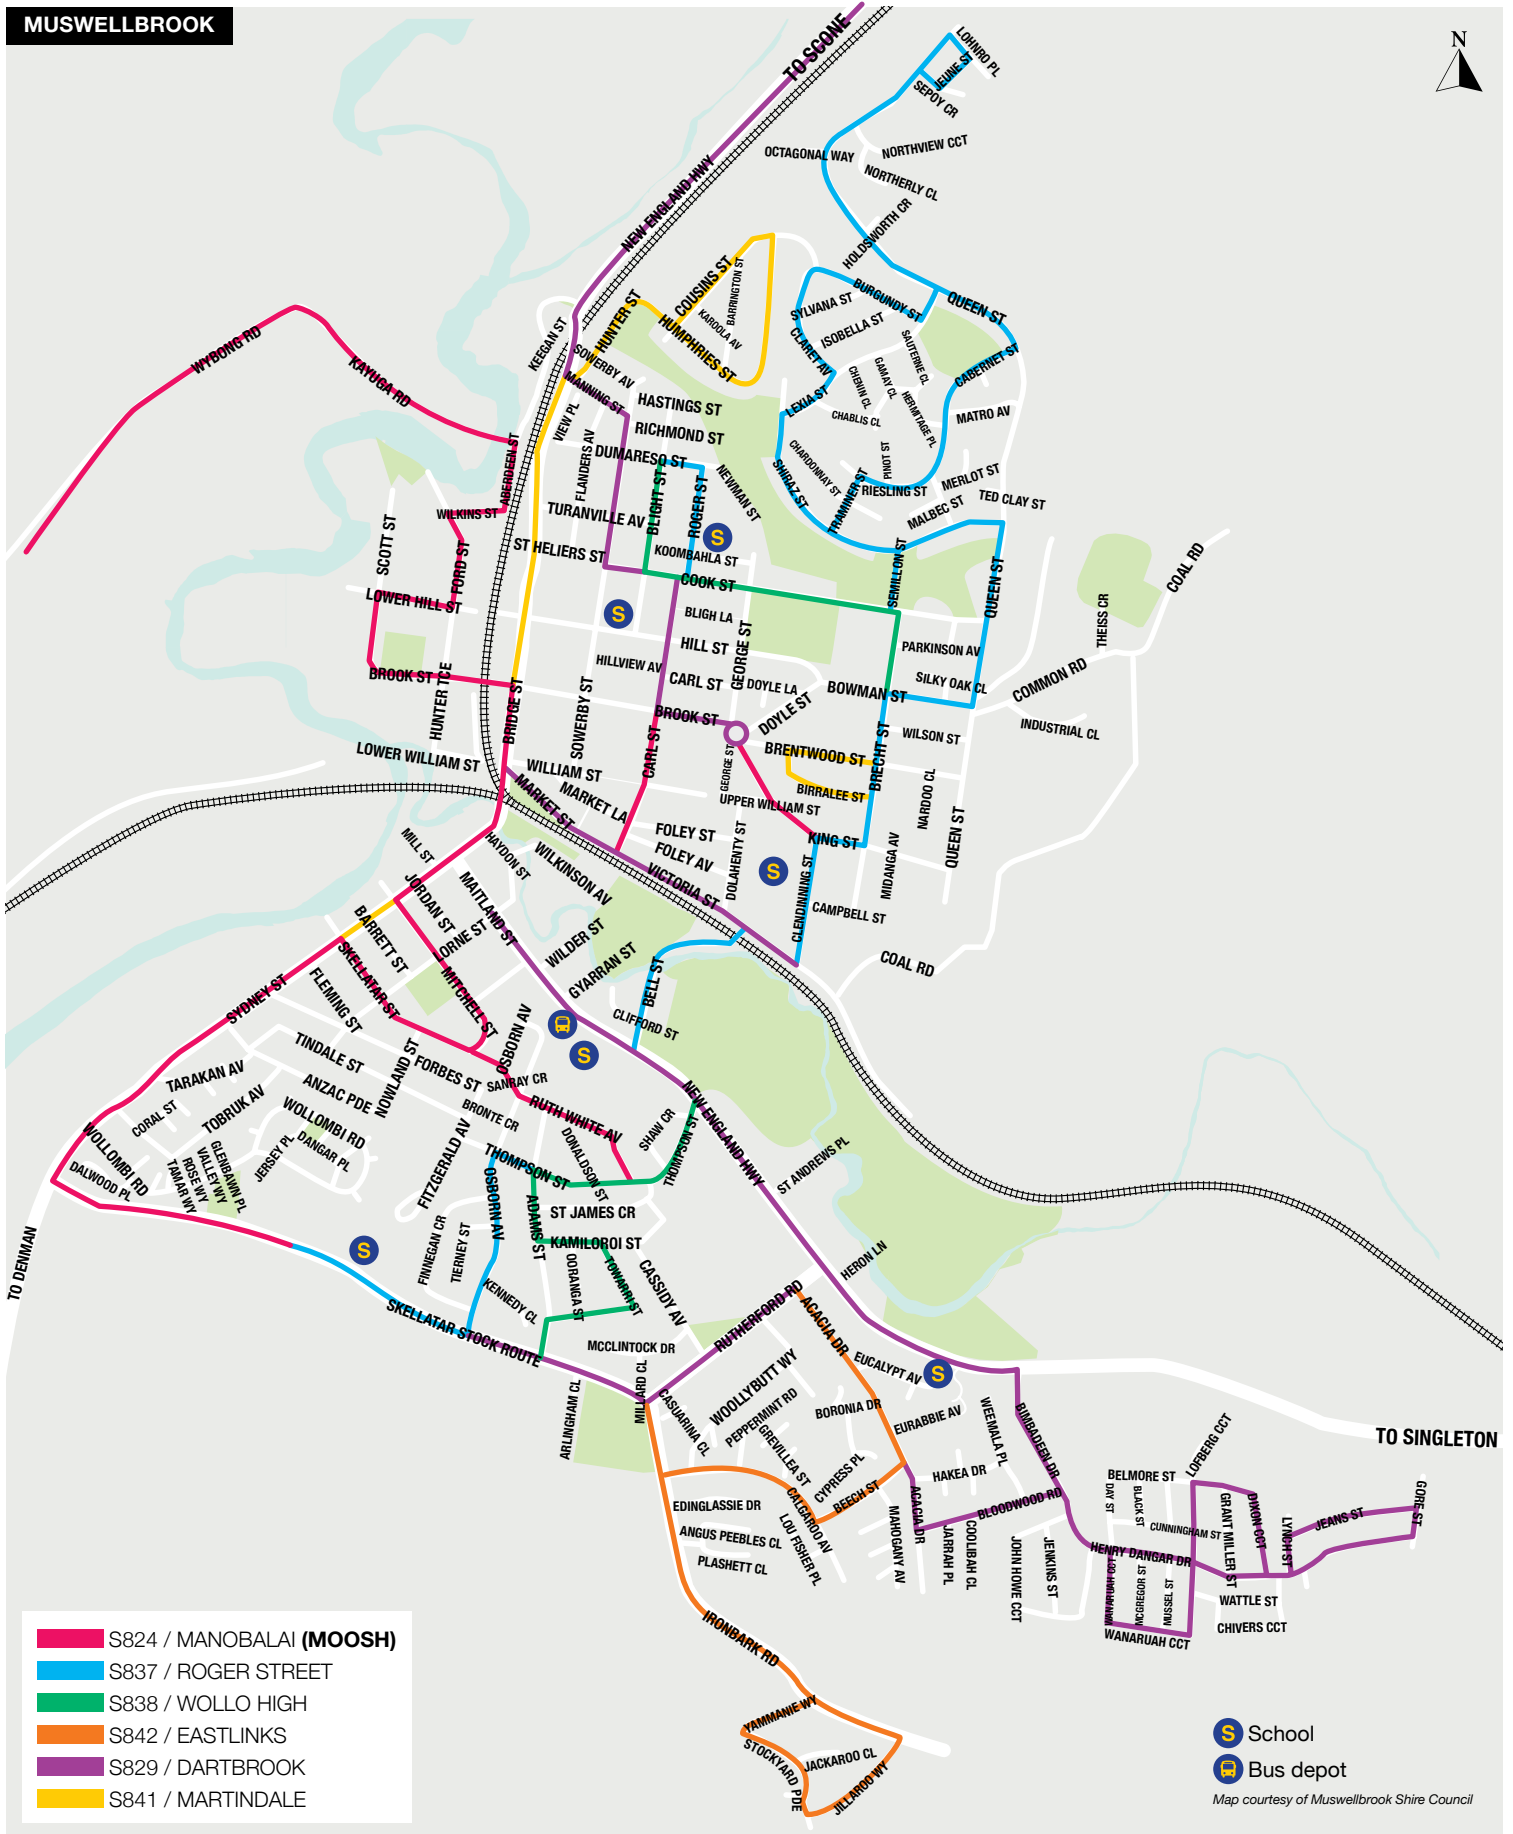 MUSWELLBROOK
N
TO SCONE
LOHNRO PL
JEUNE ST
SEPOY CR
OCTAGONAL WAY
NORTHVIEW CCT
NORTHERLY CL
NEW ENGLAND HWY
HOLDSWORTH CR
COUSINS ST
BARRINGTON ST
KAROOLA AV
HUMPHRIES ST
HUNTER ST
KEEGAN ST
SOWERBY AV
MANNING ST
VIEW PL
FLANDERS AV
HASTINGS ST
RICHMOND ST
DUMARESQ ST
NEWMAN ST
BLIGHT ST
ROGER ST
TURANVILLE AV
ST HELIERS ST
KOOMBAHLA ST
COOK ST
BURGUNDY ST
QUEEN ST
SYLVANA ST
ISOBELLA ST
CLARET AV
SAUTERNE CL
GAMAY CL
CHENIN CL
HERMITAGE PL
CABERNET ST
LEXIA ST
CHABLIS CL
MATRO AV
CHARDONNAY ST
PINOT ST
SHIRAZ ST
TRAMINER ST
RIESLING ST
MERLOT ST
MALBEC ST
TED CLAY ST
SEMILLON ST
QUEEN ST
WYBONG RD
KAYUGA RD
ABERDEEN ST
WILKINS ST
SCOTT ST
FORD ST
LOWER HILL ST
BROOK ST
HUNTER TCE
LOWER WILLIAM ST
BRIDGE ST
SOWERBY ST
HILLVIEW AV
BLIGH LA
HILL ST
GEORGE ST
CARL ST
DOYLE LA
DOYLE ST
BROOK ST
CARL ST
GEORGE ST
BOWMAN ST
PARKINSON AV
SILKY OAK CL
COMMON RD
THEISS CR
COAL RD
INDUSTRIAL CL
WILSON ST
BRENTWOOD ST
BRECHT ST
BIRRALEE ST
NARDOO CL
WILLIAM ST
MARKET LA
MARKET ST
UPPER WILLIAM ST
KING ST
QUEEN ST
MIDANGA AV
FOLEY ST
FOLEY AV
DOLAHENTY ST
VICTORIA ST
CLENDINNING ST
CAMPBELL ST
COAL RD
MILL ST
HAYDON ST
WILKINSON AV
JORDAN ST
MAITLAND ST
BARRETT ST
LORNE ST
WILDER ST
GYARRAN ST
BELL ST
CLIFFORD ST
SKELLATAR ST
MITCHELL ST
FLEMING ST
SYDNEY ST
OSBORN AV
TINDALE ST
NOWLAND ST
FORBES ST
SANRAY CR
TARAKAN AV
ANZAC PDE
BRONTE CR
RUTH WHITE AV
SHAW CR
NEW ENGLAND HWY
THOMPSON ST
CORAL ST
TOBRUK AV
WOLLOMBI RD
WOLLOMBI RD
DANGAR PL
JERSEY PL
DALWOOD PL
GLENBAWN PL
VALLEY WY
ROSE WY
TAMAR WY
FITZGERALD AV
THOMPSON ST
DONALDSON ST
OSBORN AV
ADAMS ST
ST JAMES CR
KAMILOROI ST
ST ANDREWS PL
FINNEGAN CR
TIERNEY ST
OORANGA ST
TOWARRI ST
CASSIDY AV
HERON LN
TO DENMAN
KENNEDY CL
SKELLATAR STOCK ROUTE
MCCLINTOCK DR
RUTHERFORD RD
ACACIA DR
EUCALYPT AV
ARLINGHAM CL
MILLARD CL
CASUARINA CL
WOOLLYBUTT WY
PEPPERMINT RD
BORONIA DR
EURABBIE AV
WEEMALA PL
BIMBADEEN DR
GREVILLEA ST
CYPRESS PL
HAKEA DR
CALGAROO AV
BEECH ST
BLOODWOOD RD
ACACIA DR
MAHOGANY AV
JARRAH PL
COOLIBAH CL
JOHN HOWE CCT
JENKINS ST
EDINGLASSIE DR
ANGUS PEEBLES CL
PLASHETT CL
LOU FISHER PL
TO SINGLETON
LOFBERG CCT
BELMORE ST
DAY ST
BLACK ST
CUNNINGHAM ST
GRANT MILLER ST
DIXON CCT
LYNCH ST
JEANS ST
GORE ST
HENRY DANGAR DR
WANARUAH CCT
MCGREGOR ST
MUSSEL ST
WATTLE ST
CHIVERS CCT
WANARUAH CCT
IRONBARK RD
YAMMANIE WY
STOCKYARD PDE
JACKAROO CL
JILLAROO WY
S
S
S
S
S
S
S824 / MANOBALAI (MOOSH)
S837 / ROGER STREET
S838 / WOLLO HIGH
S842 / EASTLINKS
S829 / DARTBROOK
S841 / MARTINDALE
S School
Bus depot
Map courtesy of Muswellbrook Shire Council